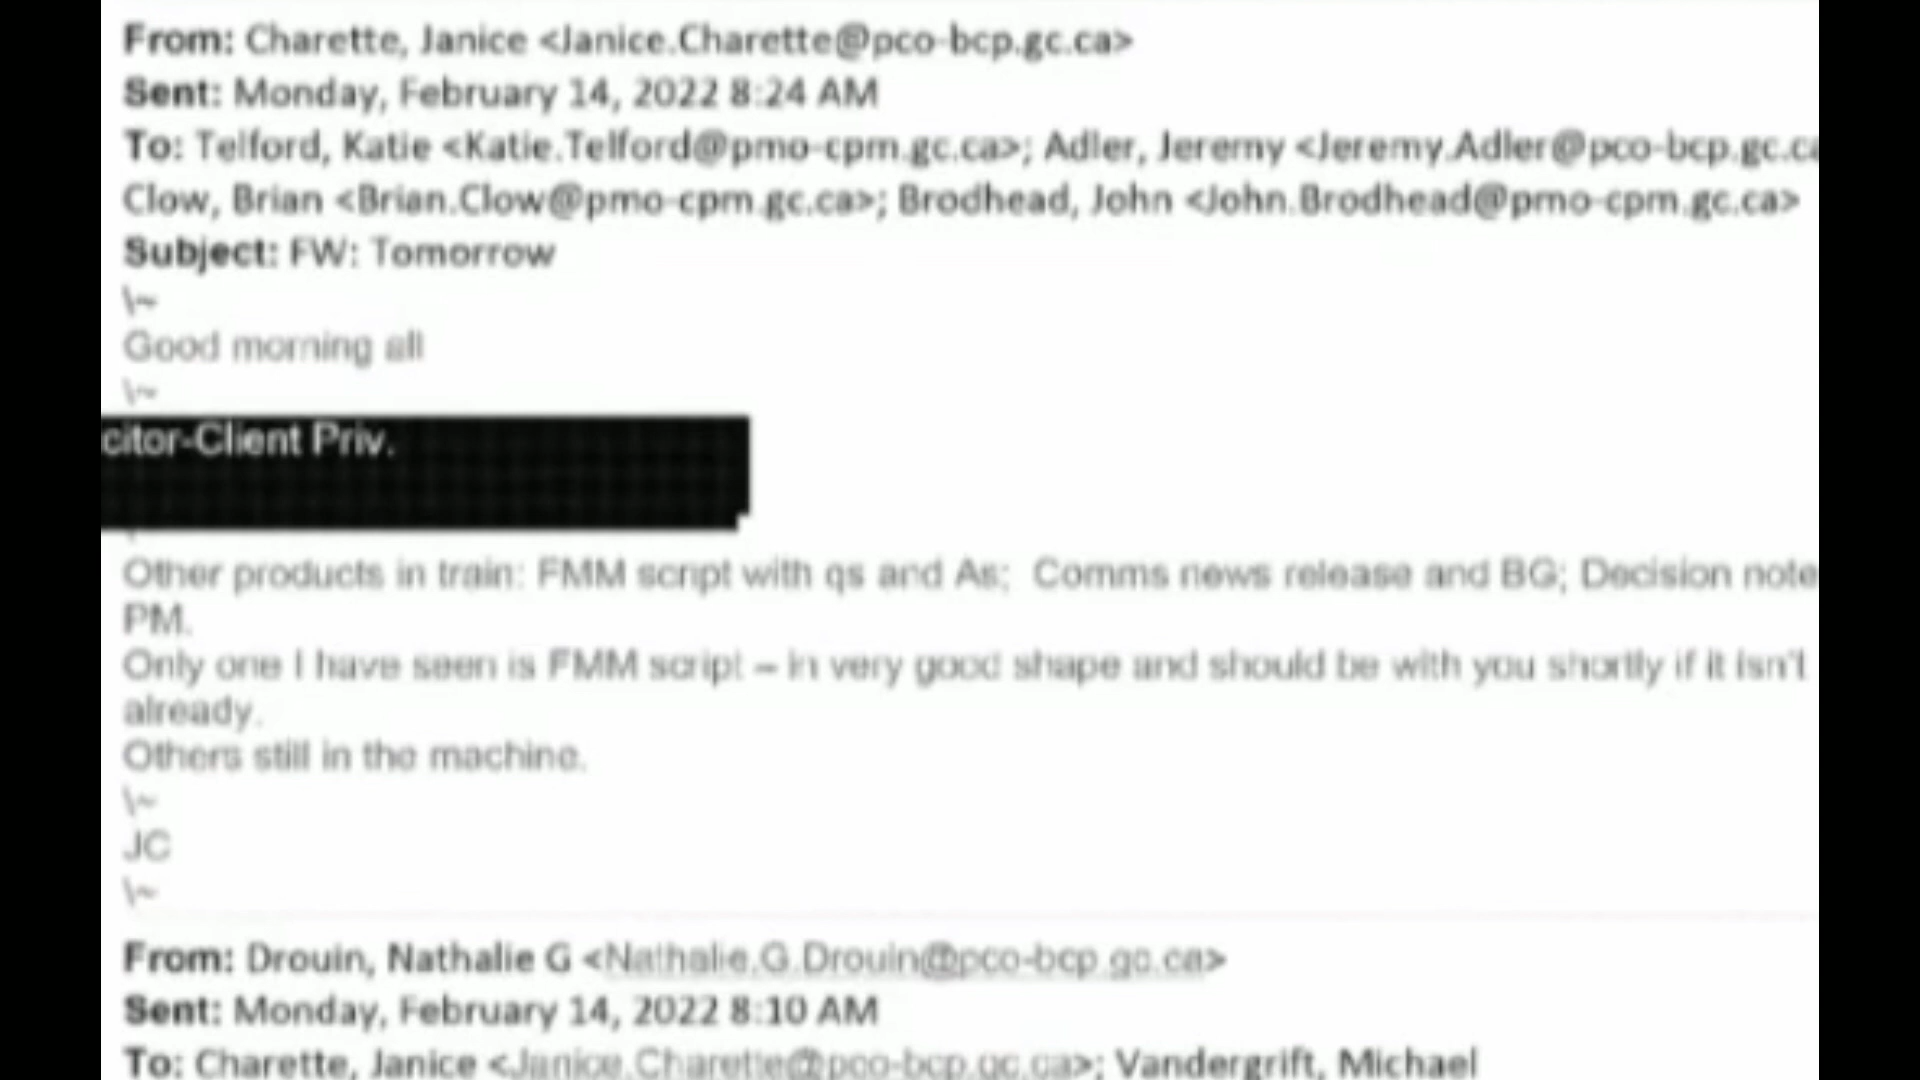 From: Charette, Janice <Janice.Charette@pco-bcp.gc.ca>
Sent: Monday, February 14, 2022 8:24 AM
To: Telford, Katie <Katie.Telford@pmo-cpm.gc.ca>; Adler, Jeremy <Jeremy.Adler@pco-bcp.gc.ca
Clow, Brian <Brian.Clow@pmo-cpm.gc.ca>; Brodhead, John <John.Brodhead@pmo-cpm.gc.ca>
Subject: FW: Tomorrow
\~
Good morning all
\~
citor-Client Priv.
Other products in train: FMM script with qs and As;  Comms news release and BG; Decision note
PM.
Only one I have seen is FMM script – in very good shape and should be with you shortly if it isn't
already.
Others still in the machine.
\~
JC
\~
From: Drouin, Nathalie G <Nathalie.G.Drouin@pco-bcp.gc.ca>
Sent: Monday, February 14, 2022 8:10 AM
To: Charette, Janice <Janice.Charette@pco-bcp.gc.ca>; Vandergrift, Michael